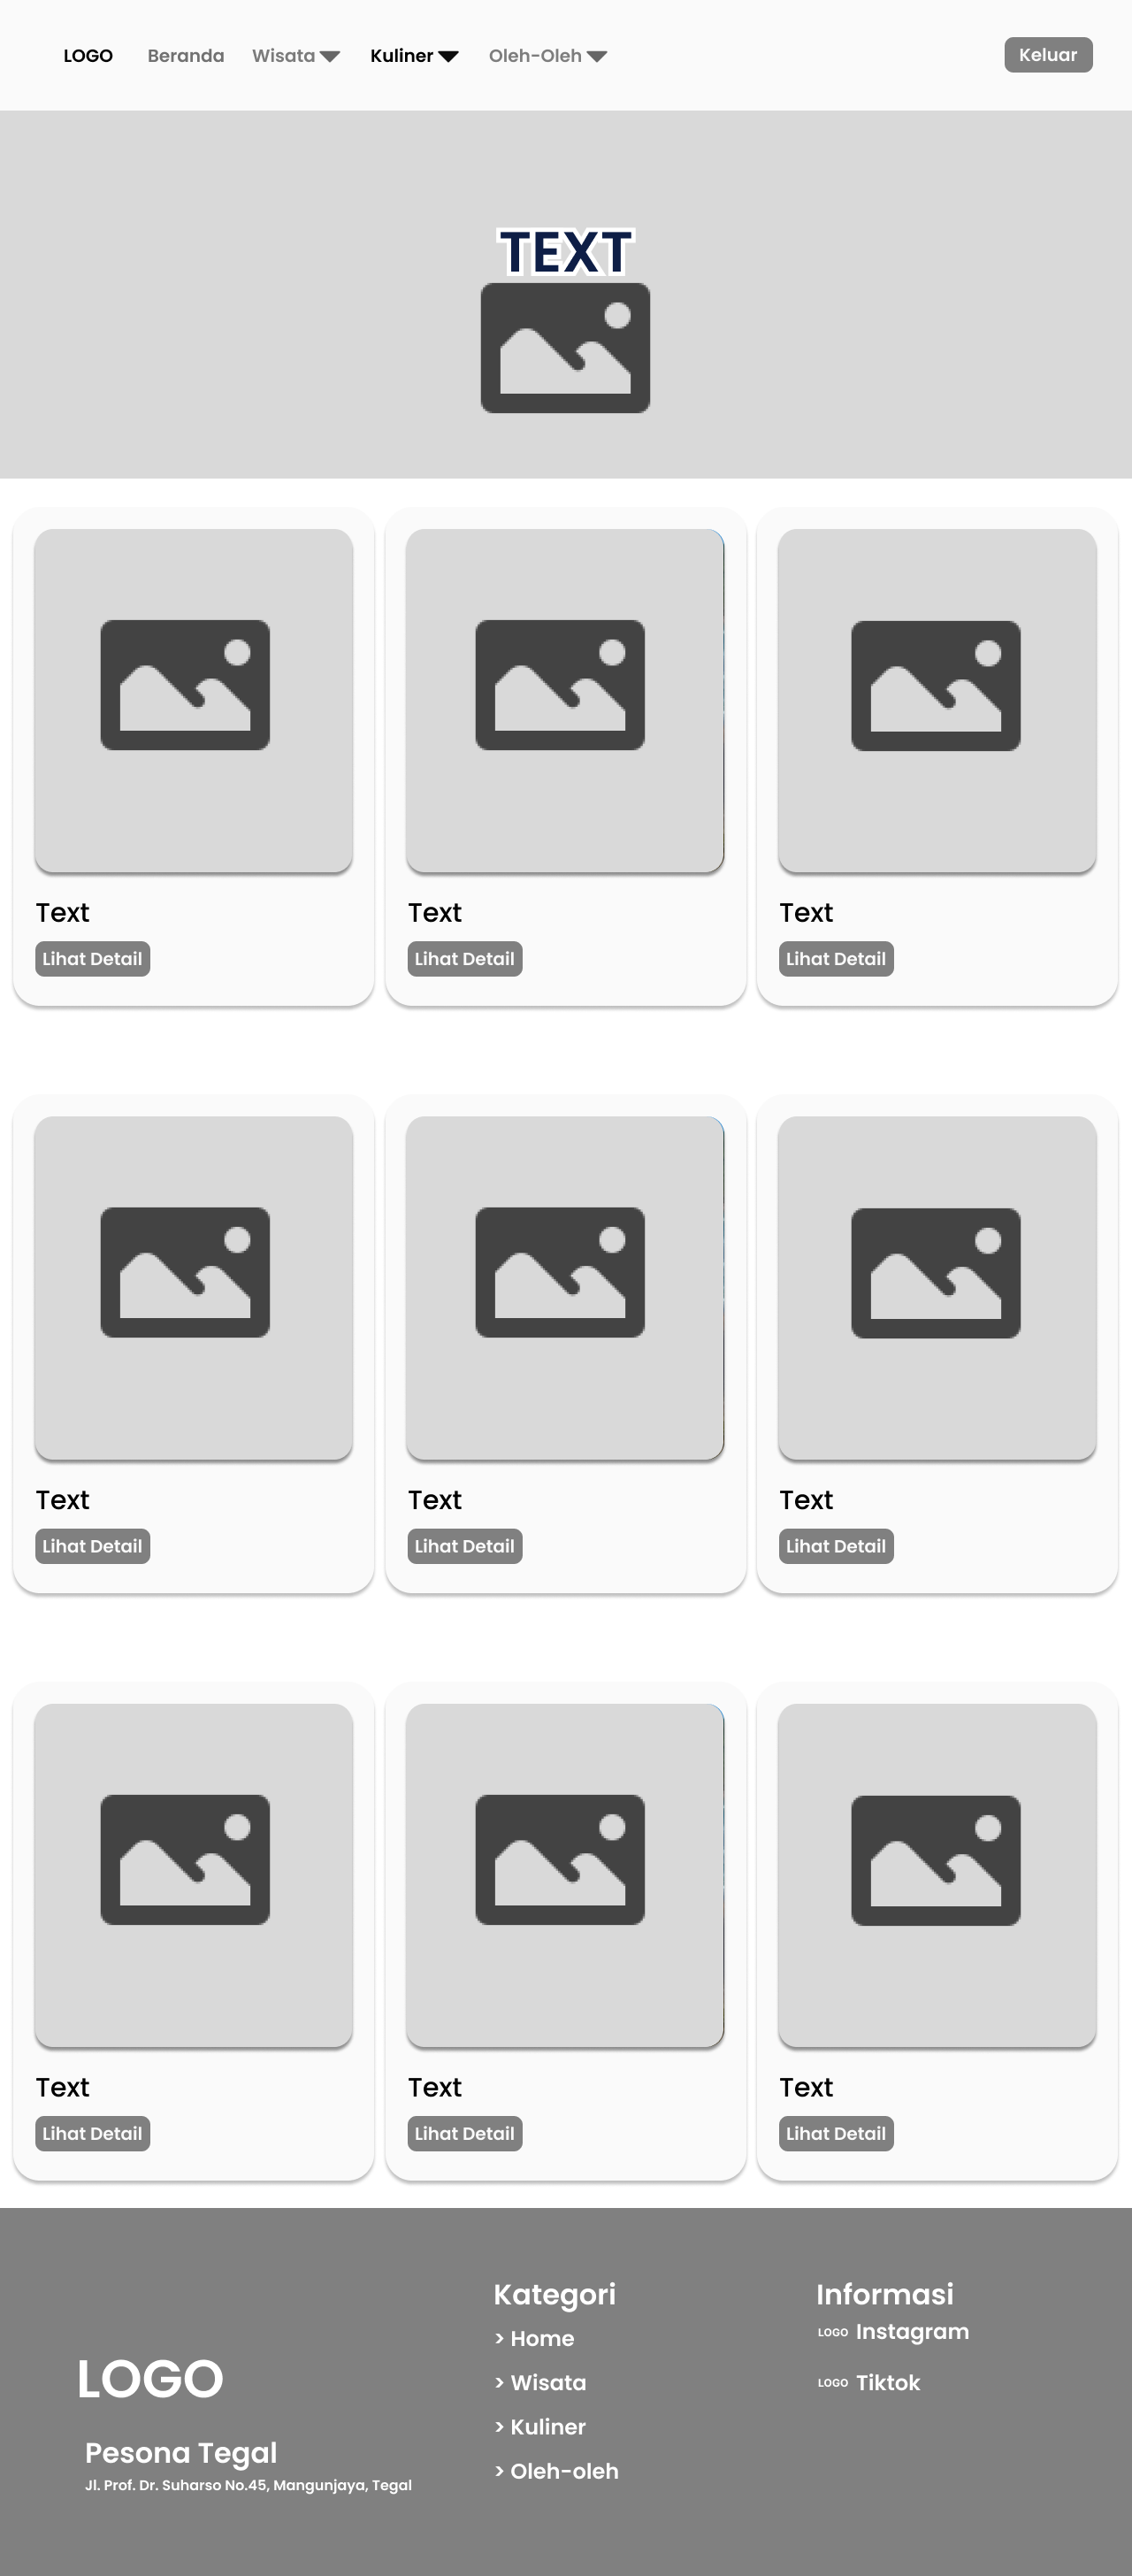 LOGO Beranda Wisata Kuliner Oleh-Oleh Keluar
TEXT
Text Text Text
Lihat Detail Lihat Detail Lihat Detail
Text Text Text
Lihat Detail Lihat Detail Lihat Detail
Text Text Text
Lihat Detail Lihat Detail Lihat Detail
LOGO
Pesona Tegal
Jl. Prof. Dr. Suharso No.45, Mangunjaya, Tegal
Kategori
> Home
> Wisata
> Kuliner
> Oleh-oleh
Informasi
LOGO Instagram
LOGO Tiktok